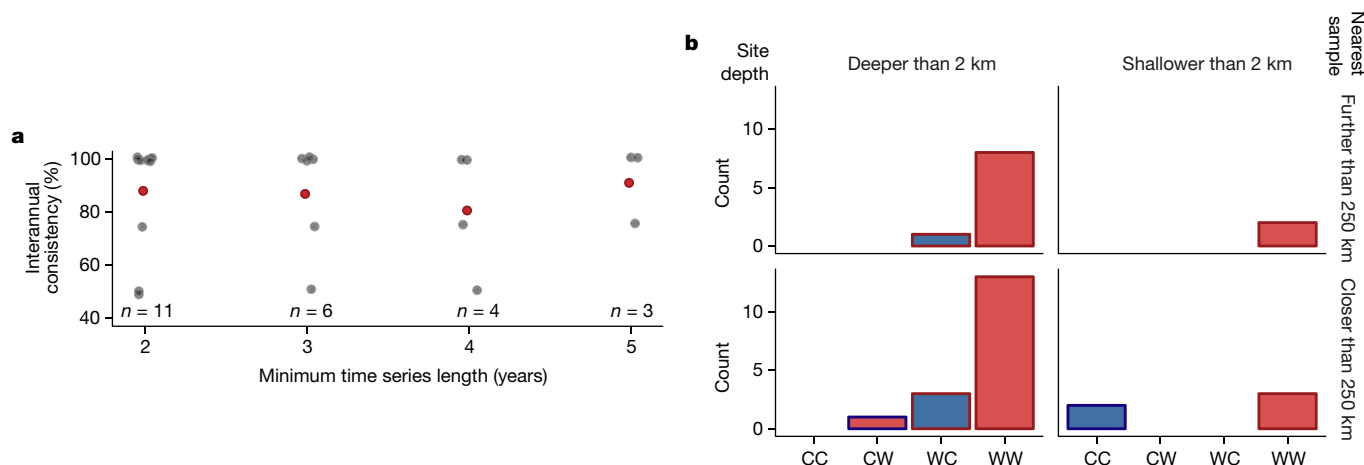 a
Interannual
consistency (%)
100
80
60
40
n = 11
n = 6
n = 4
n = 3
2
3
4
5
Minimum time series length (years)
b
Site
depth
Deeper than 2 km
Shallower than 2 km
Nearest
sample
Count
10
5
0
Further than 250 km
Count
10
5
0
Closer than 250 km
CC
CW
WC
WW
CC
CW
WC
WW